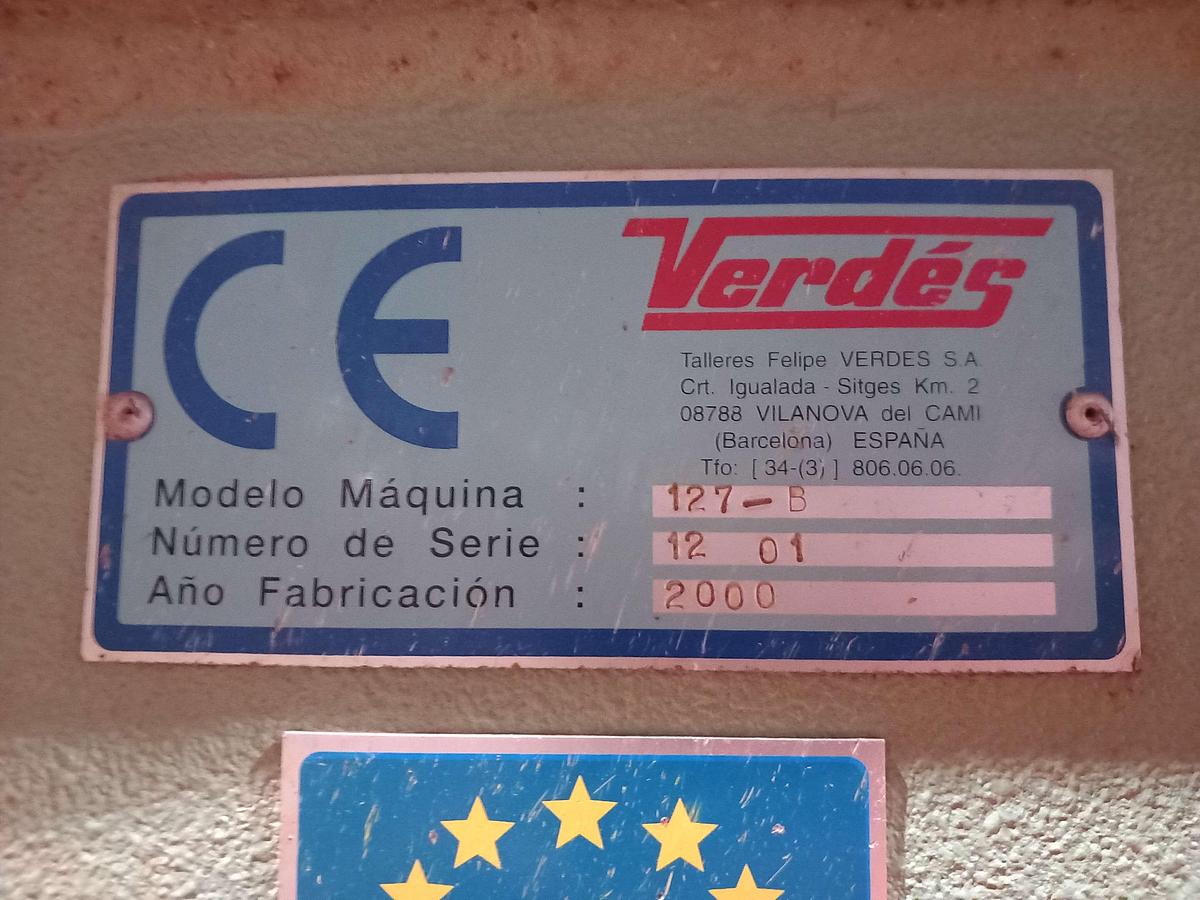 CE
Verdés
Talleres Felipe VERDES S.A.
Crt. Igualada - Sitges Km. 2
08788 VILANOVA del CAMI
(Barcelona) ESPAÑA
Tfo: [ 34-(3) ] 806.06.06.
Modelo Máquina : 127-B
Número de Serie : 12 01
Año Fabricación : 2000